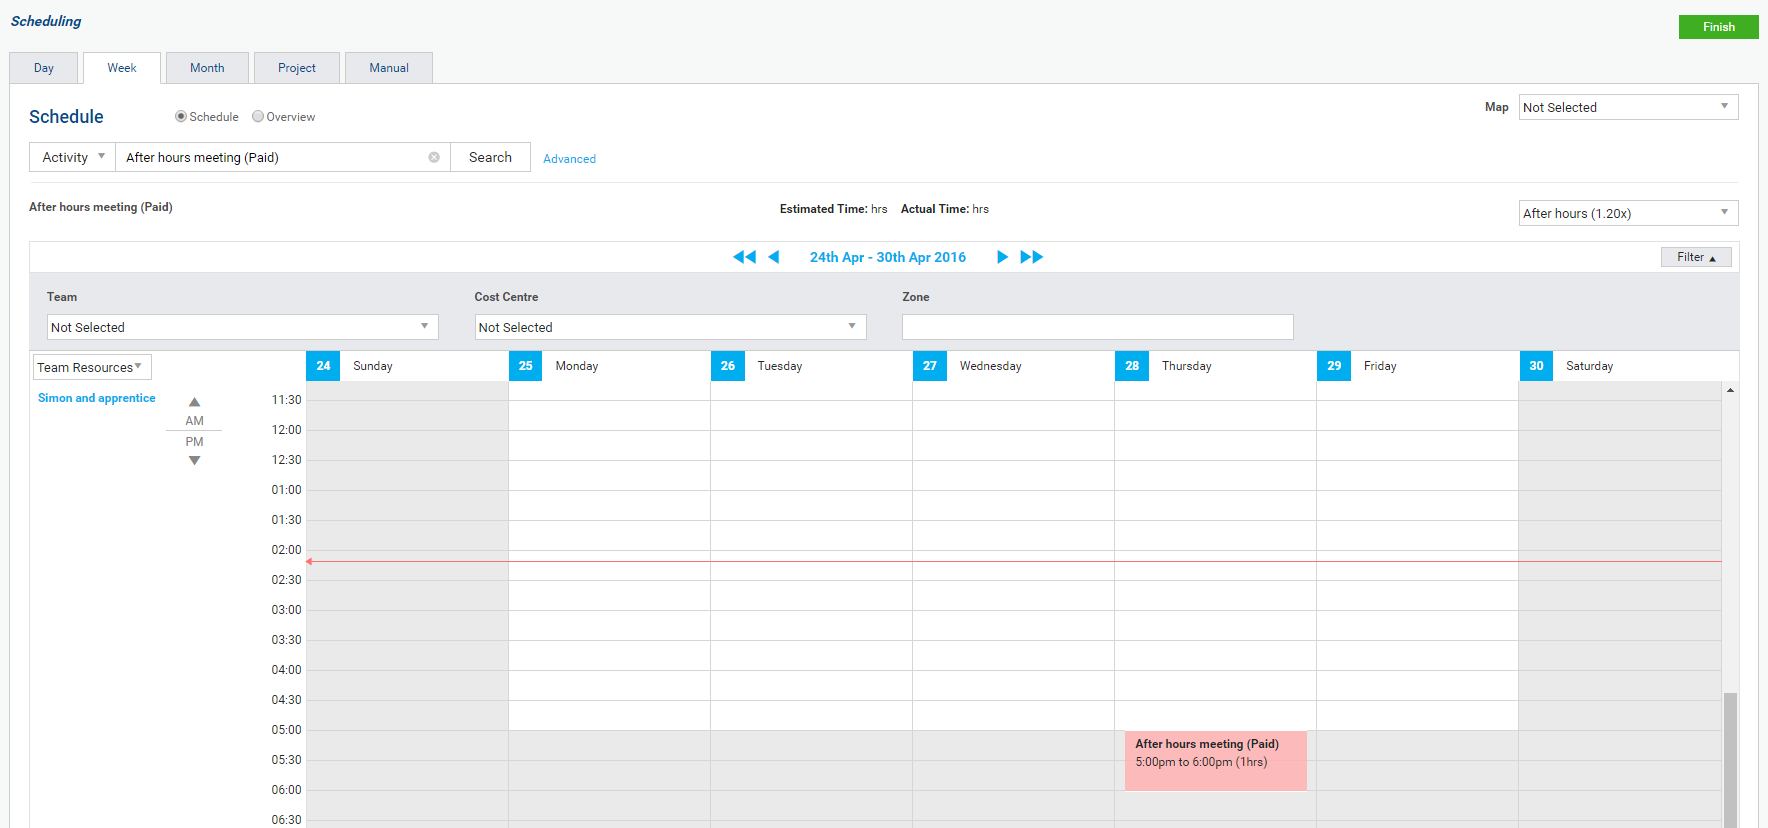 Scheduling
Finish
Day Week Month Project Manual
Schedule Schedule Overview Map Not Selected
Activity After hours meeting (Paid) Search Advanced
After hours meeting (Paid) Estimated Time: hrs Actual Time: hrs After hours (1.20x)
24th Apr - 30th Apr 2016 Filter
Team Cost Centre Zone
Not Selected Not Selected
Team Resources 24 Sunday 25 Monday 26 Tuesday 27 Wednesday 28 Thursday 29 Friday 30 Saturday
Simon and apprentice
AM
PM
11:30
12:00
12:30
01:00
01:30
02:00
02:30
03:00
03:30
04:00
04:30
05:00
05:30
06:00
06:30
After hours meeting (Paid)
5:00pm to 6:00pm (1hrs)